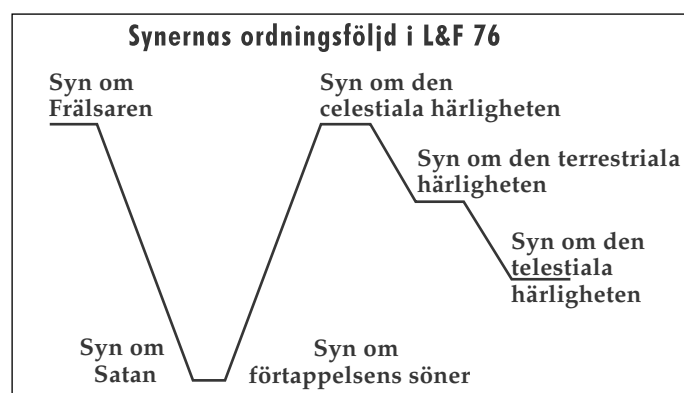 Synernas ordningsföljd i L&F 76
Syn om
Frälsaren
Syn om
Satan
Syn om
förtappelsens söner
Syn om den
celestiala härligheten
Syn om den terrestriala
härligheten
Syn om den
telestiala
härligheten